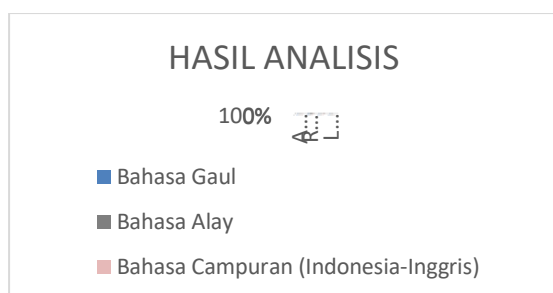 HASIL ANALISIS
100%
Bahasa Gaul
Bahasa Alay
Bahasa Campuran (Indonesia-Inggris)